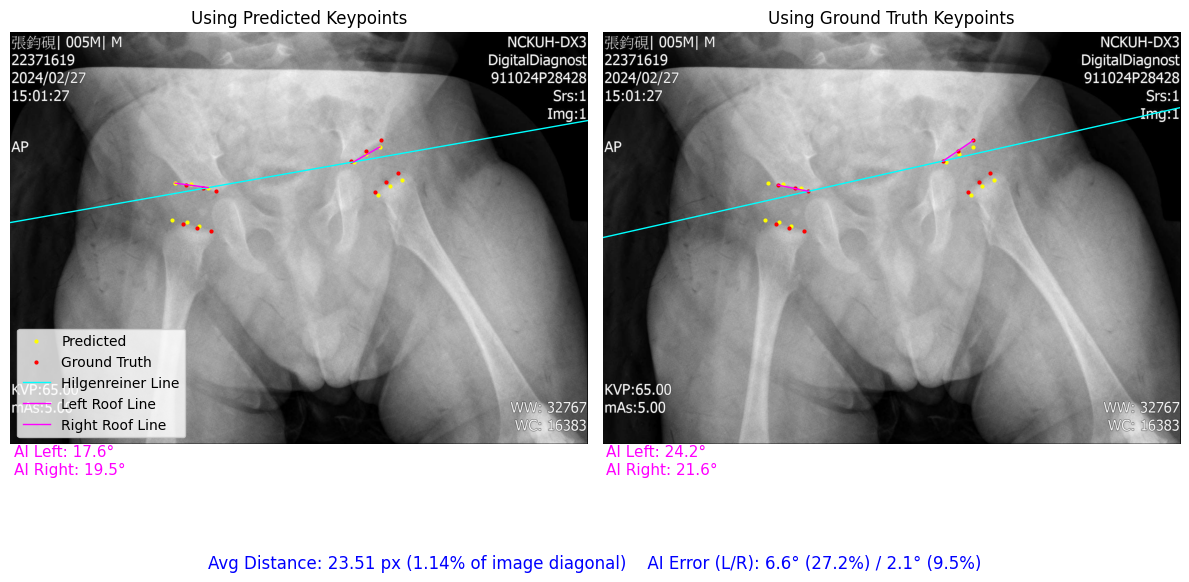 Using Predicted Keypoints
張鈞硯| 005M| M
22371619
2024/02/27
15:01:27
AP
NCKUH-DX3
DigitalDiagnost
911024P28428
Srs:1
Img:1
Predicted
Ground Truth
Hilgenreiner Line
Left Roof Line
Right Roof Line
KVP:65.00
mAs:5.00
WW: 32767
WC: 16383
AI Left: 17.6°
AI Right: 19.5°
Using Ground Truth Keypoints
張鈞硯| 005M| M
22371619
2024/02/27
15:01:27
AP
NCKUH-DX3
DigitalDiagnost
911024P28428
Srs:1
Img:1
KVP:65.00
mAs:5.00
WW: 32767
WC: 16383
AI Left: 24.2°
AI Right: 21.6°
Avg Distance: 23.51 px (1.14% of image diagonal) AI Error (L/R): 6.6° (27.2%) / 2.1° (9.5%)